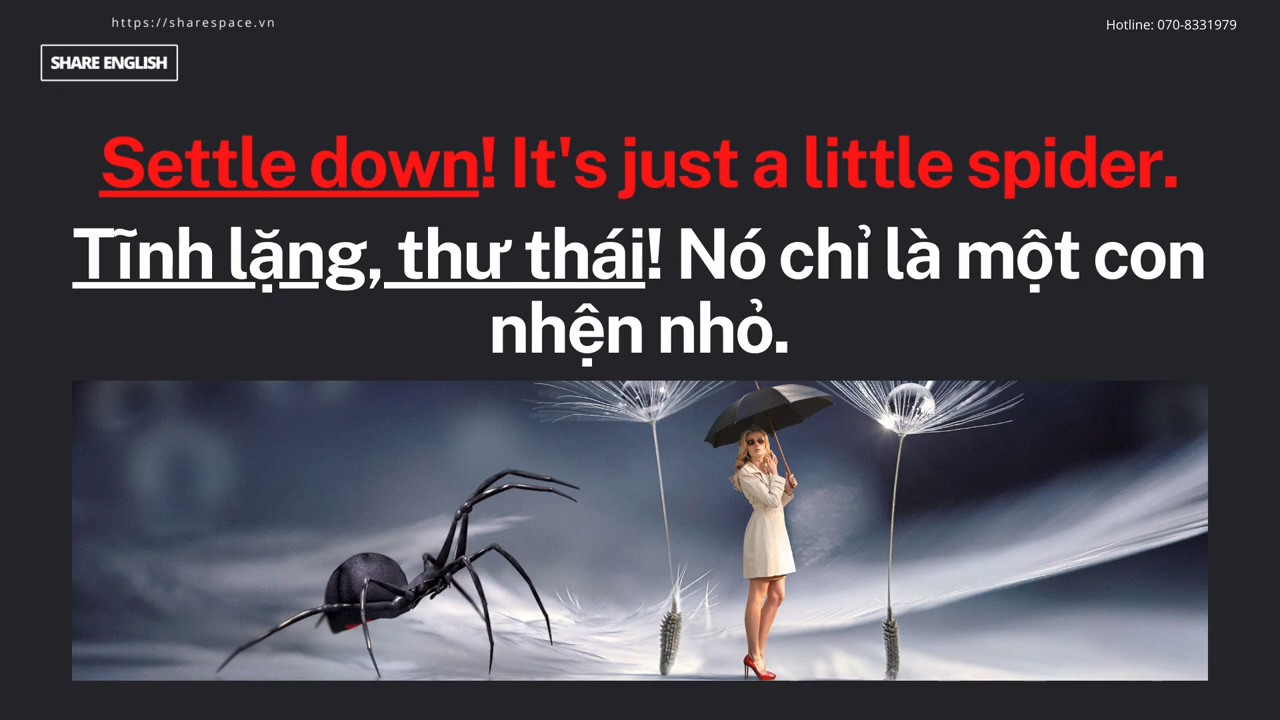 https://sharespace.vn
Hotline: 070-8331979
SHARE ENGLISH
Settle down! It's just a little spider.
Tĩnh lặng, thư thái! Nó chỉ là một con
nhện nhỏ.